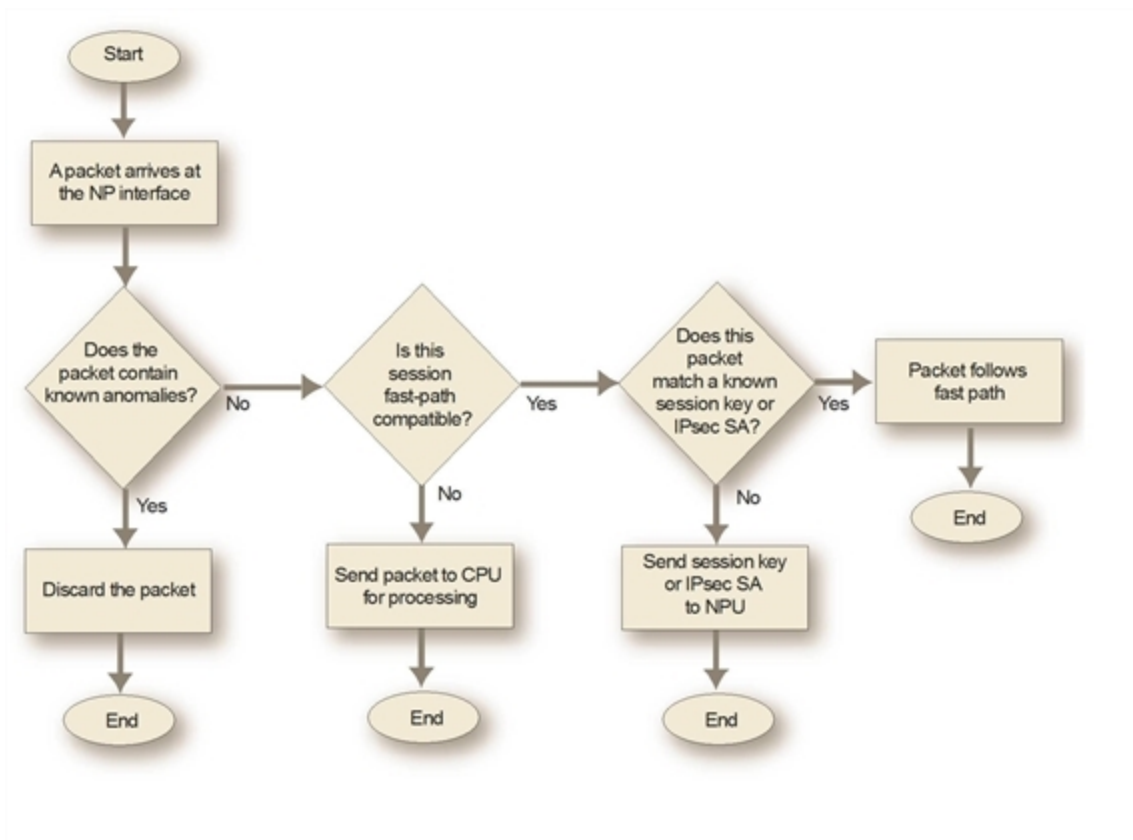 Start
A packet arrives at
the NP interface
Does the
packet contain
known anomalies?
No
Yes
Discard the packet
End
Is this
session
fast-path
compatible?
Yes
No
Send packet to CPU
for processing
End
Does this
packet
match a known
session key or
IPsec SA?
Yes
No
Send session key
or IPsec SA
to NPU
End
Packet follows
fast path
End